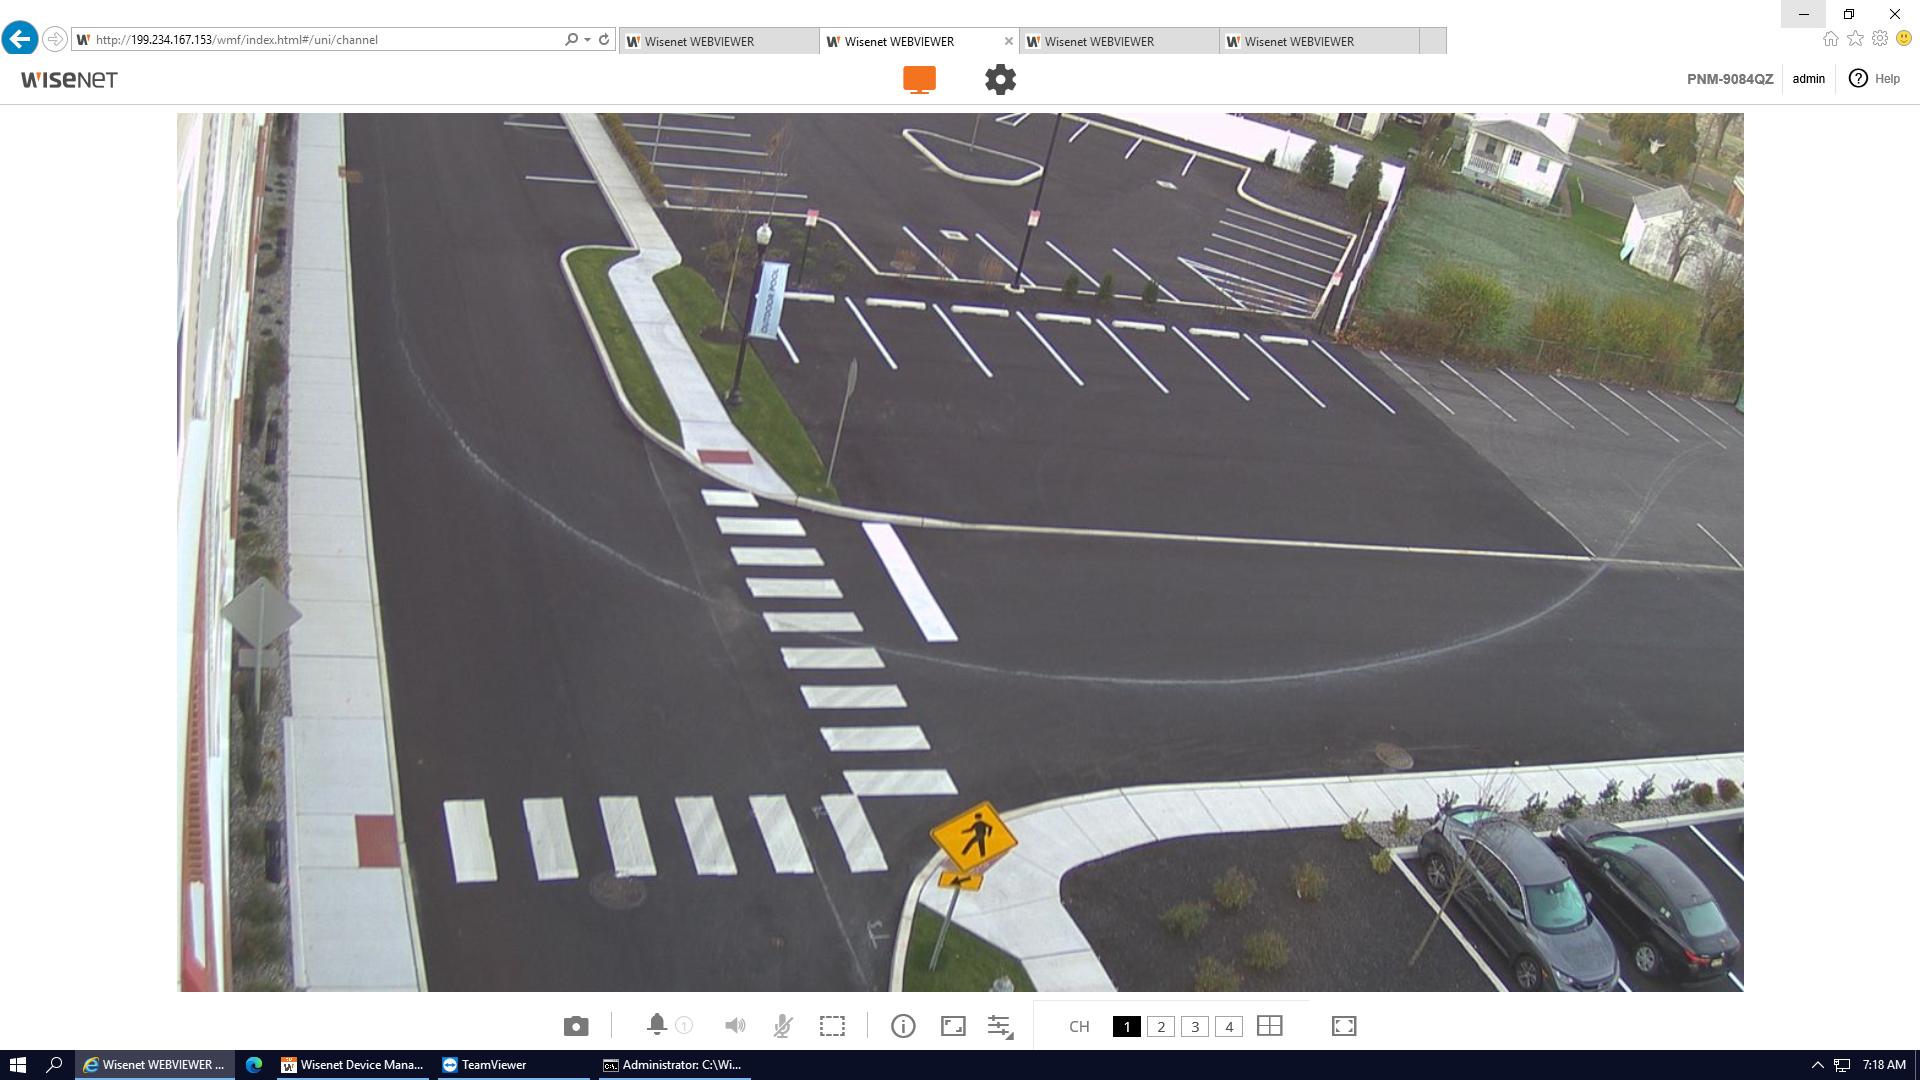 http://199.234.167.153/wmf/index.html#/uni/channel
Wisenet WEBVIEWER
Wisenet WEBVIEWER
Wisenet WEBVIEWER
Wisenet WEBVIEWER
WISENET
PNM-9084QZ
admin
? Help
OUTDOOR POOL
1
CH
1
2
3
4
Wisenet WEBVIEWER ...
Wisenet Device Mana...
TeamViewer
Administrator: C:\Wi...
7:18 AM